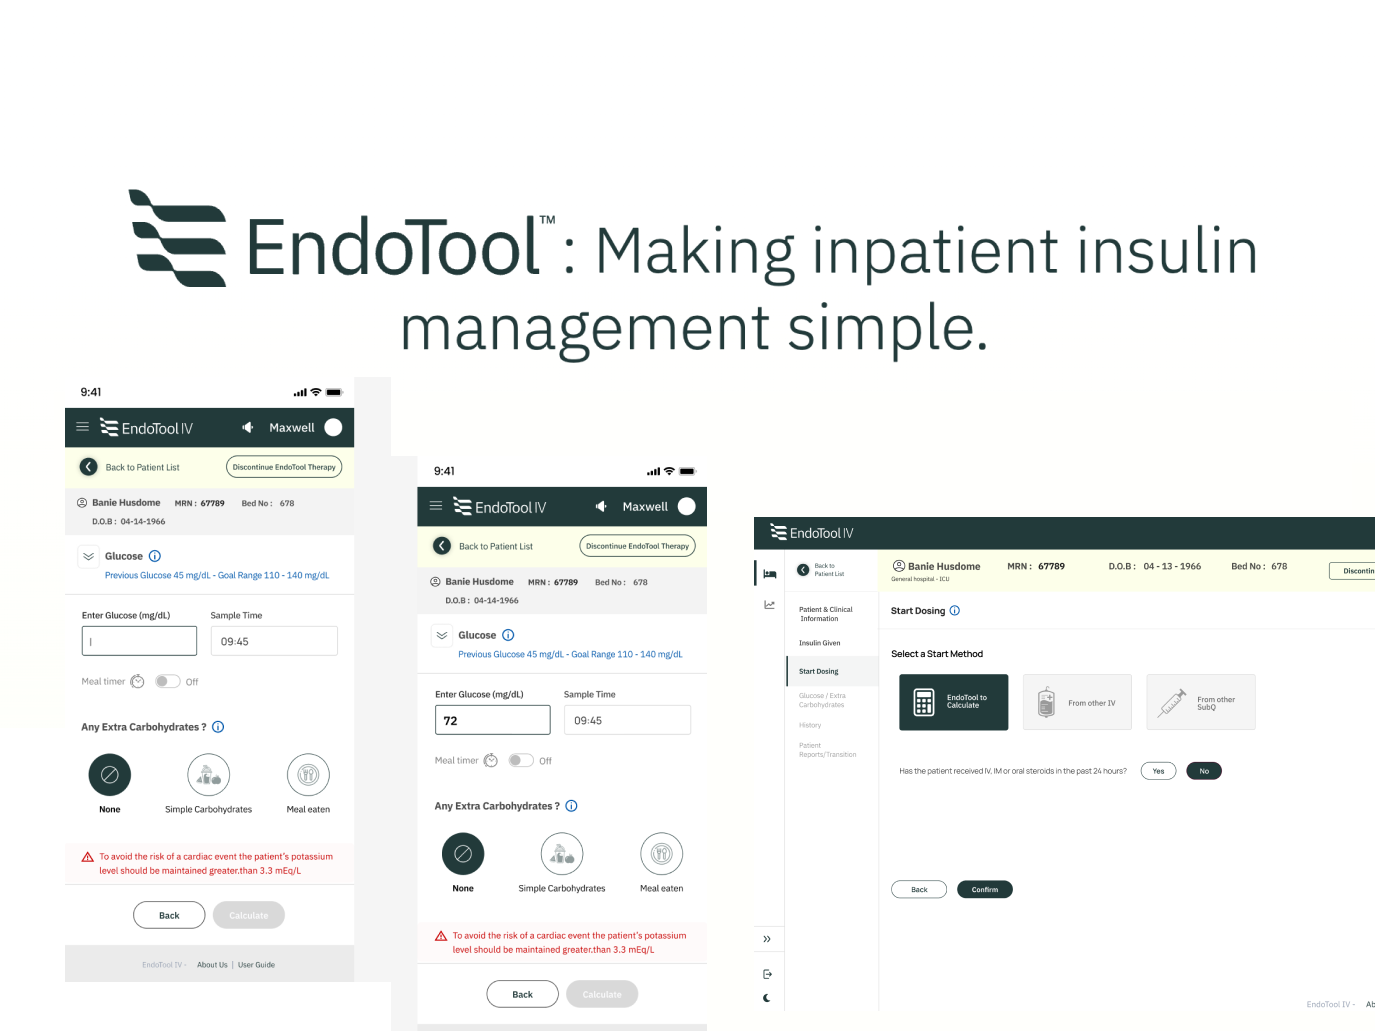 EndoTool™: Making inpatient insulin
management simple.
9:41
EndoTool IV
Maxwell
Back to Patient List
Discontinue EndoTool Therapy
Banie Husdome MRN : 67789 Bed No : 678
D.O.B : 04-14-1966
Glucose
Previous Glucose 45 mg/dL - Goal Range 110 - 140 mg/dL
Enter Glucose (mg/dL) Sample Time
09:45
Meal timer Off
Any Extra Carbohydrates ?
None Simple Carbohydrates Meal eaten
To avoid the risk of a cardiac event the patient's potassium
level should be maintained greater.than 3.3 mEq/L
Back Calculate
EndoTool IV - About Us | User Guide
9:41
EndoTool IV
Maxwell
Back to Patient List
Discontinue EndoTool Therapy
Banie Husdome MRN : 67789 Bed No : 678
D.O.B : 04-14-1966
Glucose
Previous Glucose 45 mg/dL - Goal Range 110 - 140 mg/dL
Enter Glucose (mg/dL) Sample Time
72 09:45
Meal timer Off
Any Extra Carbohydrates ?
None Simple Carbohydrates Meal eaten
To avoid the risk of a cardiac event the patient's potassium
level should be maintained greater.than 3.3 mEq/L
Back Calculate
EndoTool IV
Back to
Patient List
Patient & Clinical
Information
Insulin Given
Start Dosing
Glucose / Extra
Carbohydrates
History
Patient
Reports/Transition
Banie Husdome MRN : 67789 D.O.B : 04 - 13 - 1966 Bed No : 678
General hospital - ICU
Discontin
Start Dosing
Select a Start Method
EndoTool to
Calculate
From other IV
From other
SubQ
Has the patient received IV, IM or oral steroids in the past 24 hours? Yes No
Back Confirm
EndoTool IV - Ab